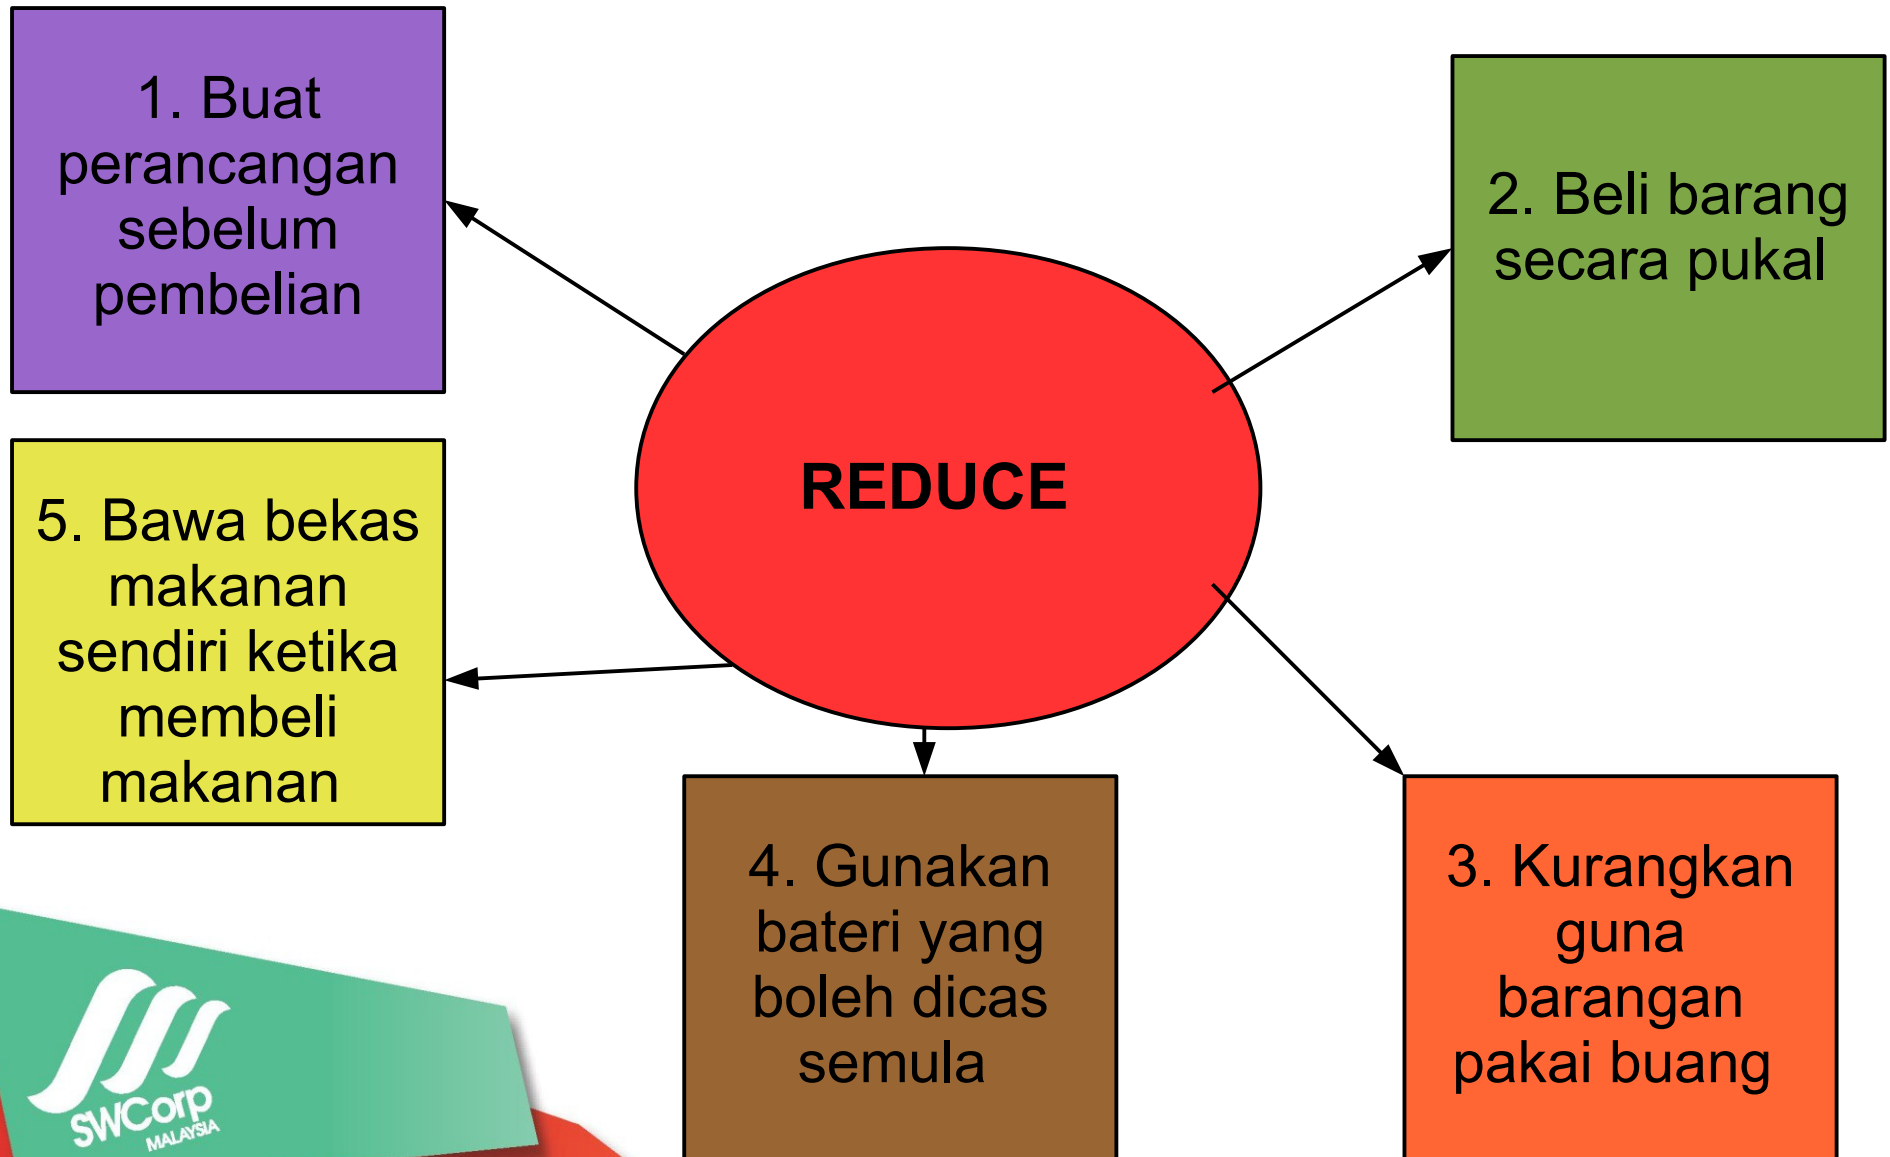 1. Buat
perancangan
sebelum
pembelian
2. Beli barang
secara pukal
REDUCE
5. Bawa bekas
makanan
sendiri ketika
membeli
makanan
4. Gunakan
bateri yang
boleh dicas
semula
3. Kurangkan
guna
barangan
pakai buang
SWCorp
MALAYSIA